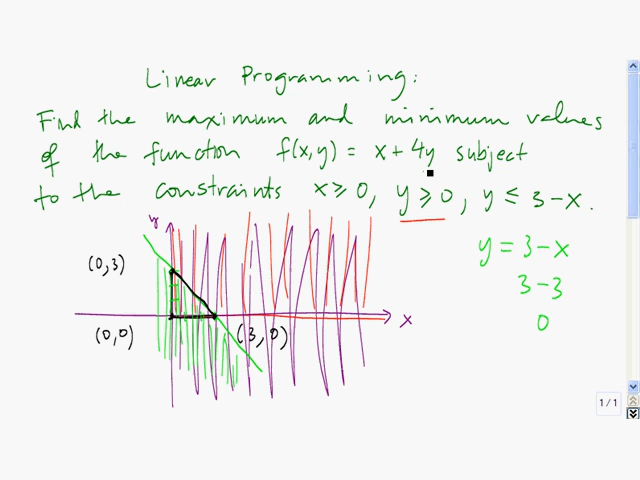 Linear Programming:
Find the maximum and minimum values
of the function f(x,y) = x + 4y subject
to the constraints x ≥ 0, y ≥ 0, y ≤ 3 - x.
y
(0,3)
(0,0)
(3,0)
x
y = 3 - x
3 - 3
0
1 / 1